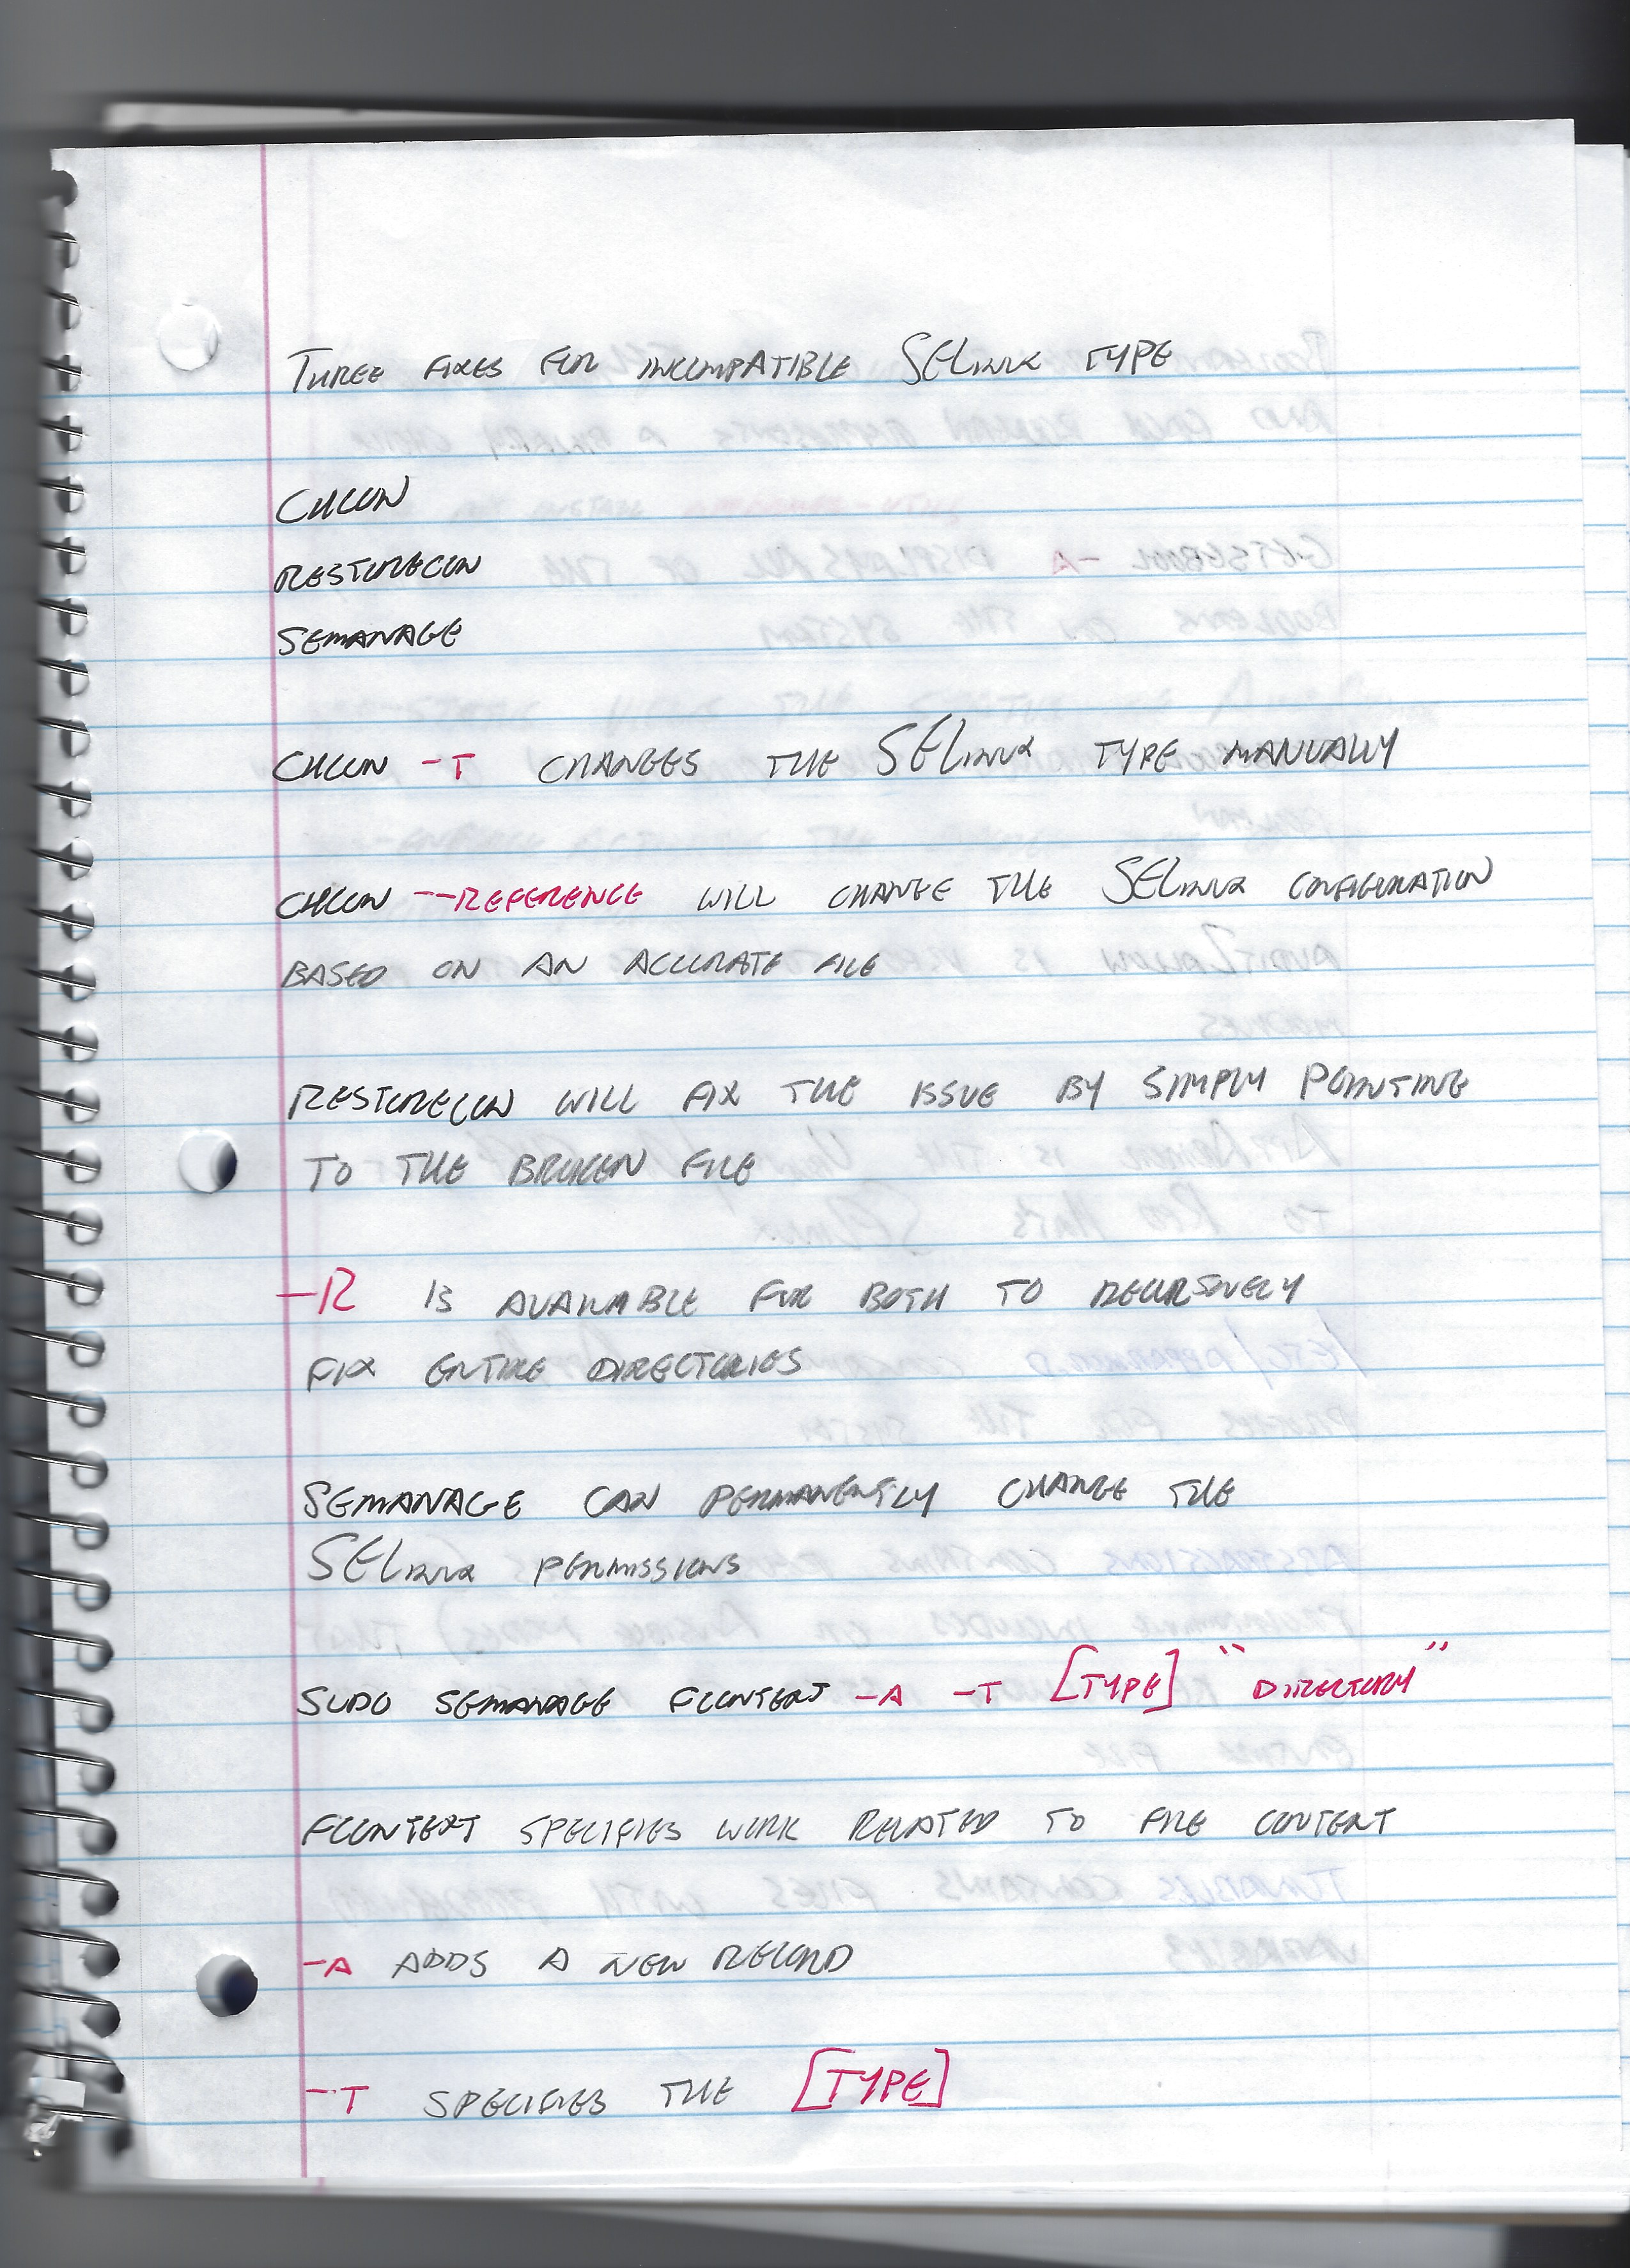 THREE FIXES FOR INCOMPATIBLE SELINUX TYPE
CHCON
RESTORECON
SEMANAGE
CHCON -T CHANGES THE SELINUX TYPE MANUALLY
CHCON --REFERENCE WILL CHANGE THE SELINUX CONFIGURATION
BASED ON AN ACCURATE FILE
RESTORECON WILL FIX THE ISSUE BY SIMPLY POINTING
TO THE BROKEN FILE
-R IS AVAILABLE FOR BOTH TO RECURSIVELY
FIX ENTIRE DIRECTORIES
SEMANAGE CAN PERMANENTLY CHANGE THE
SELINUX PERMISSIONS
SUDO SEMANAGE FCONTEXT -A -T [TYPE] "DIRECTORY"
FCONTEXT SPECIFIES WORK RELATED TO FILE CONTENT
-A ADDS A NEW RECORD
-T SPECIFIES THE [TYPE]